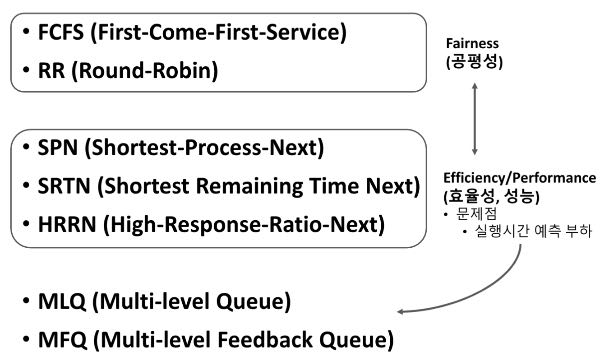 • FCFS (First-Come-First-Service)
• RR (Round-Robin)
Fairness
(공평성)
• SPN (Shortest-Process-Next)
• SRTN (Shortest Remaining Time Next)
• HRRN (High-Response-Ratio-Next)
Efficiency/Performance
(효율성, 성능)
• 문제점
• 실행시간 예측 부하
• MLQ (Multi-level Queue)
• MFQ (Multi-level Feedback Queue)